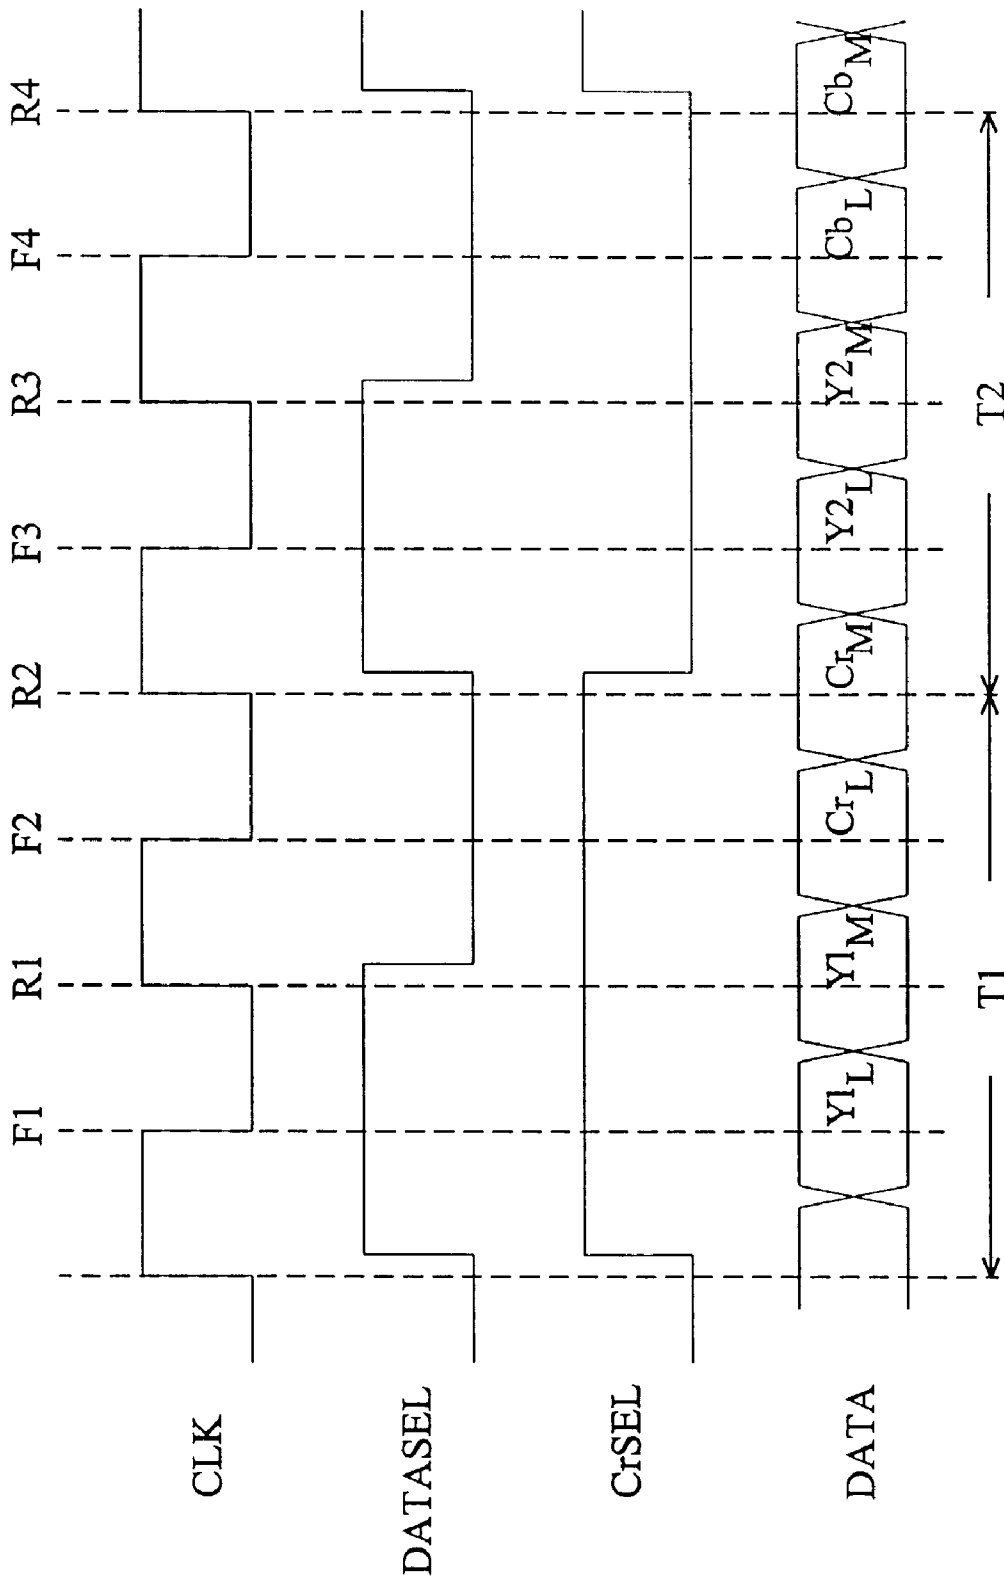 F1 R1 F2 R2 F3 R3 F4 R4
CLK
DATASEL
CrSEL
DATA Y1L Y1M CrL CrM Y2L Y2M CbL CbM
T1 T2